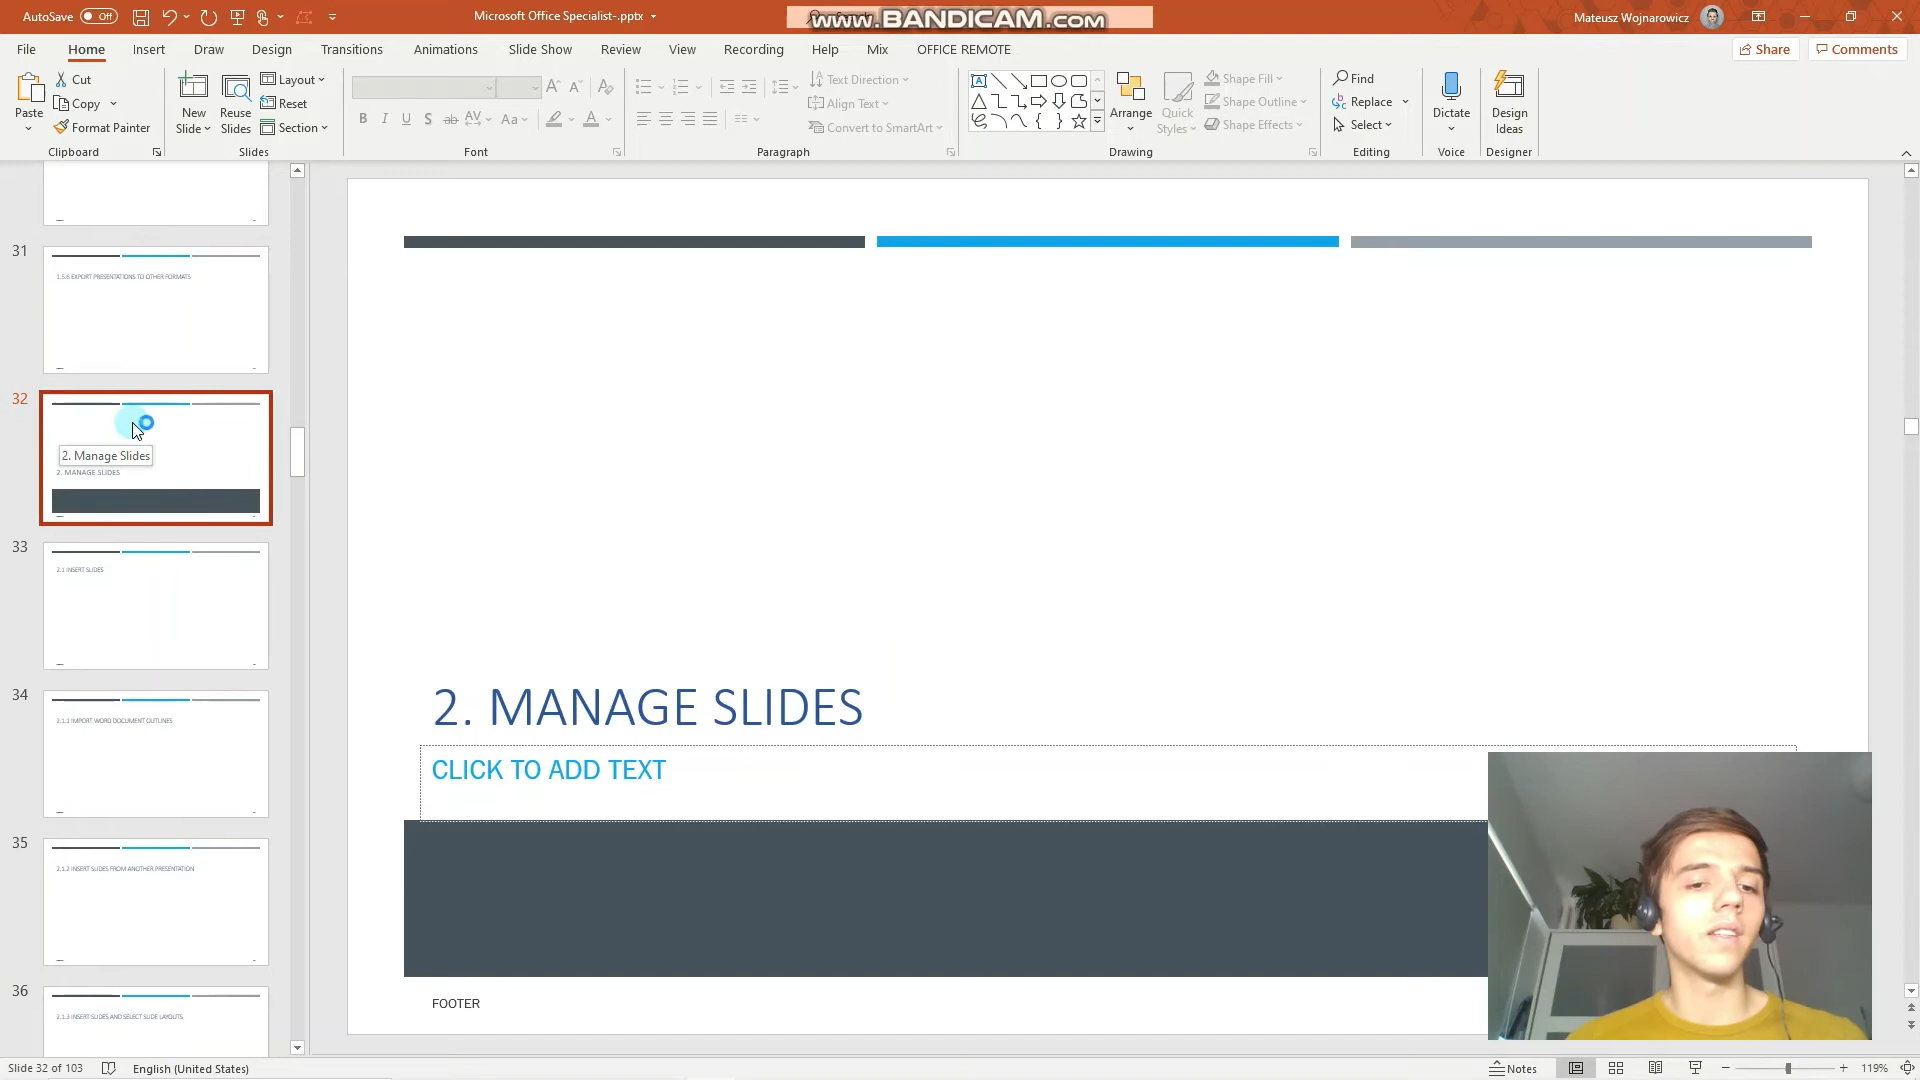 AutoSave Off
Microsoft Office Specialist-.pptx
www.BANDICAM.com
Mateusz Wojnarowicz
File Home Insert Draw Design Transitions Animations Slide Show Review View Recording Help Mix OFFICE REMOTE
Share Comments
Paste
Cut
Copy
Format Painter
Clipboard
New Slide
Reuse Slides
Layout
Reset
Section
Slides
Font
Text Direction
Align Text
Convert to SmartArt
Paragraph
Arrange
Quick Styles
Shape Fill
Shape Outline
Shape Effects
Drawing
Find
Replace
Select
Editing
Dictate
Voice
Design Ideas
Designer
31
1.5.6 EXPORT PRESENTATIONS TO OTHER FORMATS
32
2. Manage Slides
2. MANAGE SLIDES
33
2.1 INSERT SLIDES
34
2.1.1 IMPORT WORD DOCUMENT OUTLINES
35
2.1.2 INSERT SLIDES FROM ANOTHER PRESENTATION
36
2.1.3 INSERT SLIDES AND SELECT SLIDE LAYOUTS
2. MANAGE SLIDES
CLICK TO ADD TEXT
FOOTER
Slide 32 of 103
English (United States)
Notes
119%